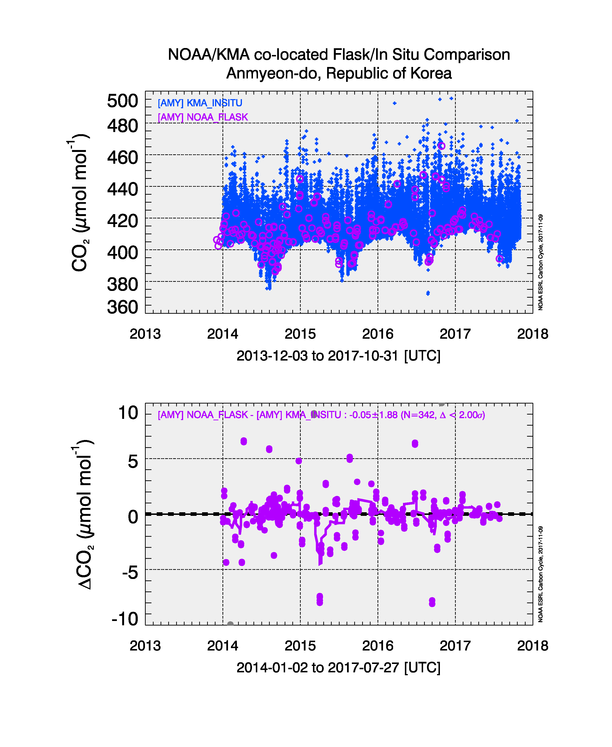 NOAA/KMA co-located Flask/In Situ Comparison
Anmyeon-do, Republic of Korea
[AMY] KMA_INSITU
[AMY] NOAA_FLASK
500
480
460
440
420
400
380
360
CO₂ (µmol mol⁻¹)
2013 2014 2015 2016 2017 2018
2013-12-03 to 2017-10-31 [UTC]
NOAA ESRL Carbon Cycle, 2017-11-09
[AMY] NOAA_FLASK - [AMY] KMA_INSITU : -0.05±1.88 (N=342, Δ < 2.00σ)
10
5
0
-5
-10
ΔCO₂ (µmol mol⁻¹)
2013 2014 2015 2016 2017 2018
2014-01-02 to 2017-07-27 [UTC]
NOAA ESRL Carbon Cycle, 2017-11-09